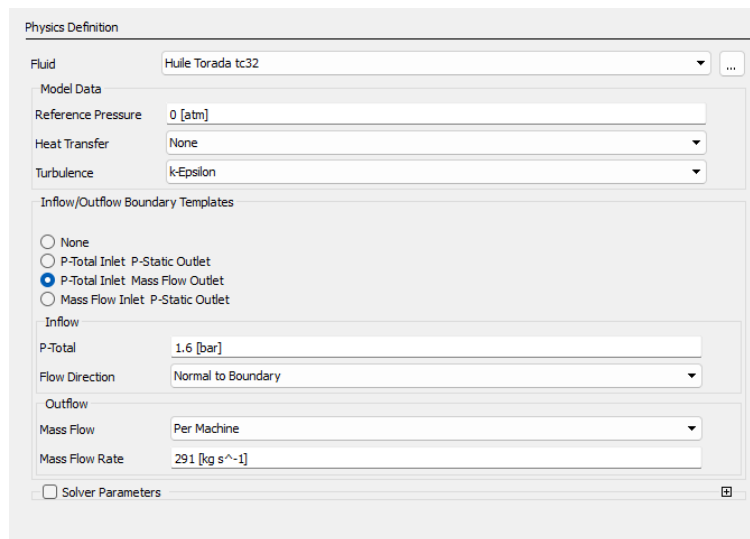 Physics Definition
Fluid Huile Torada tc32 ...
Model Data
Reference Pressure 0 [atm]
Heat Transfer None
Turbulence k-Epsilon
Inflow/Outflow Boundary Templates
None
P-Total Inlet P-Static Outlet
P-Total Inlet Mass Flow Outlet
Mass Flow Inlet P-Static Outlet
Inflow
P-Total 1.6 [bar]
Flow Direction Normal to Boundary
Outflow
Mass Flow Per Machine
Mass Flow Rate 291 [kg s^-1]
Solver Parameters